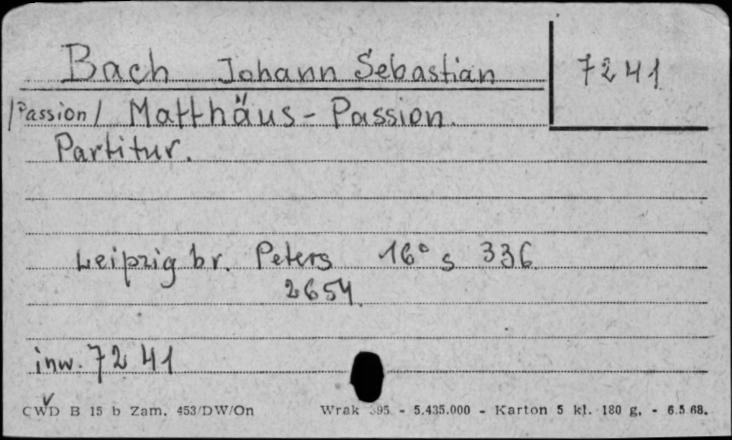 Bach Johann Sebastian
7241
/Passion/ Matthäus-Passion.
Partitur.
Leipzig br. Peters 16° s 336
2654
inw. 7241
CWD B 15 b Zam. 453/DW/On Wrak 395 - 5.435.000 - Karton 5 kl. 180 g. - 6.5.68.